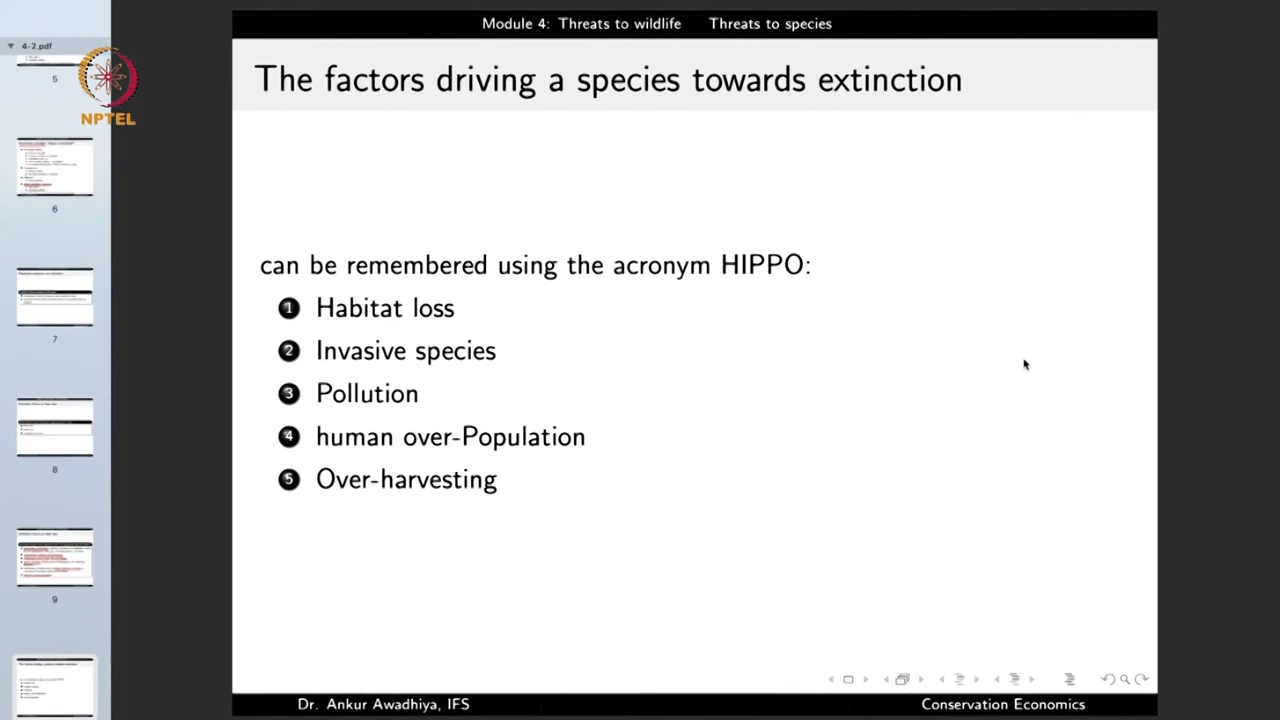 Module 4: Threats to wildlife Threats to species
4-2.pdf
The factors driving a species towards extinction
5
NPTEL
6
7
8
9
can be remembered using the acronym HIPPO:
1 Habitat loss
2 Invasive species
3 Pollution
4 human over-Population
5 Over-harvesting
Dr. Ankur Awadhiya, IFS Conservation Economics